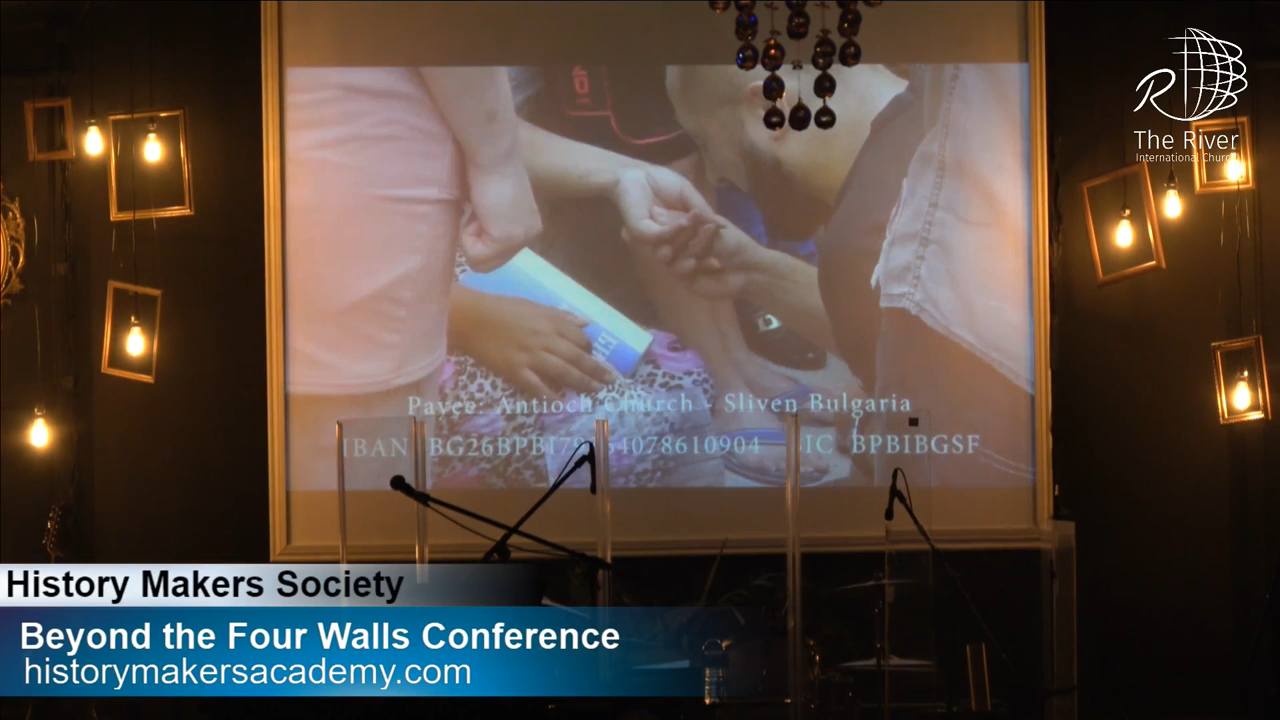 R
The River
International Church
Payee: Antioch Church - Sliven Bulgaria
IBAN 4078610904 BPBIBGSF
History Makers Society
Beyond the Four Walls Conference
historymakersacademy.com